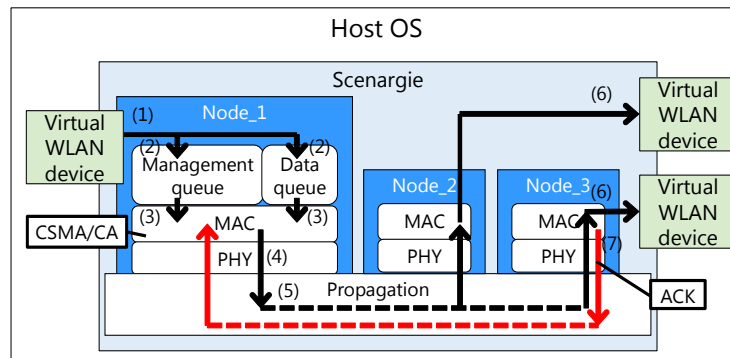 Host OS
Scenargie
Virtual
WLAN
device
(1)
Node_1
(2)
(2)
Management
queue
Data
queue
(3)
(3)
MAC
CSMA/CA
PHY
(4)
(5)
Propagation
Node_2
MAC
PHY
Node_3
MAC
PHY
(6)
(6)
(7)
Virtual
WLAN
device
Virtual
WLAN
device
ACK